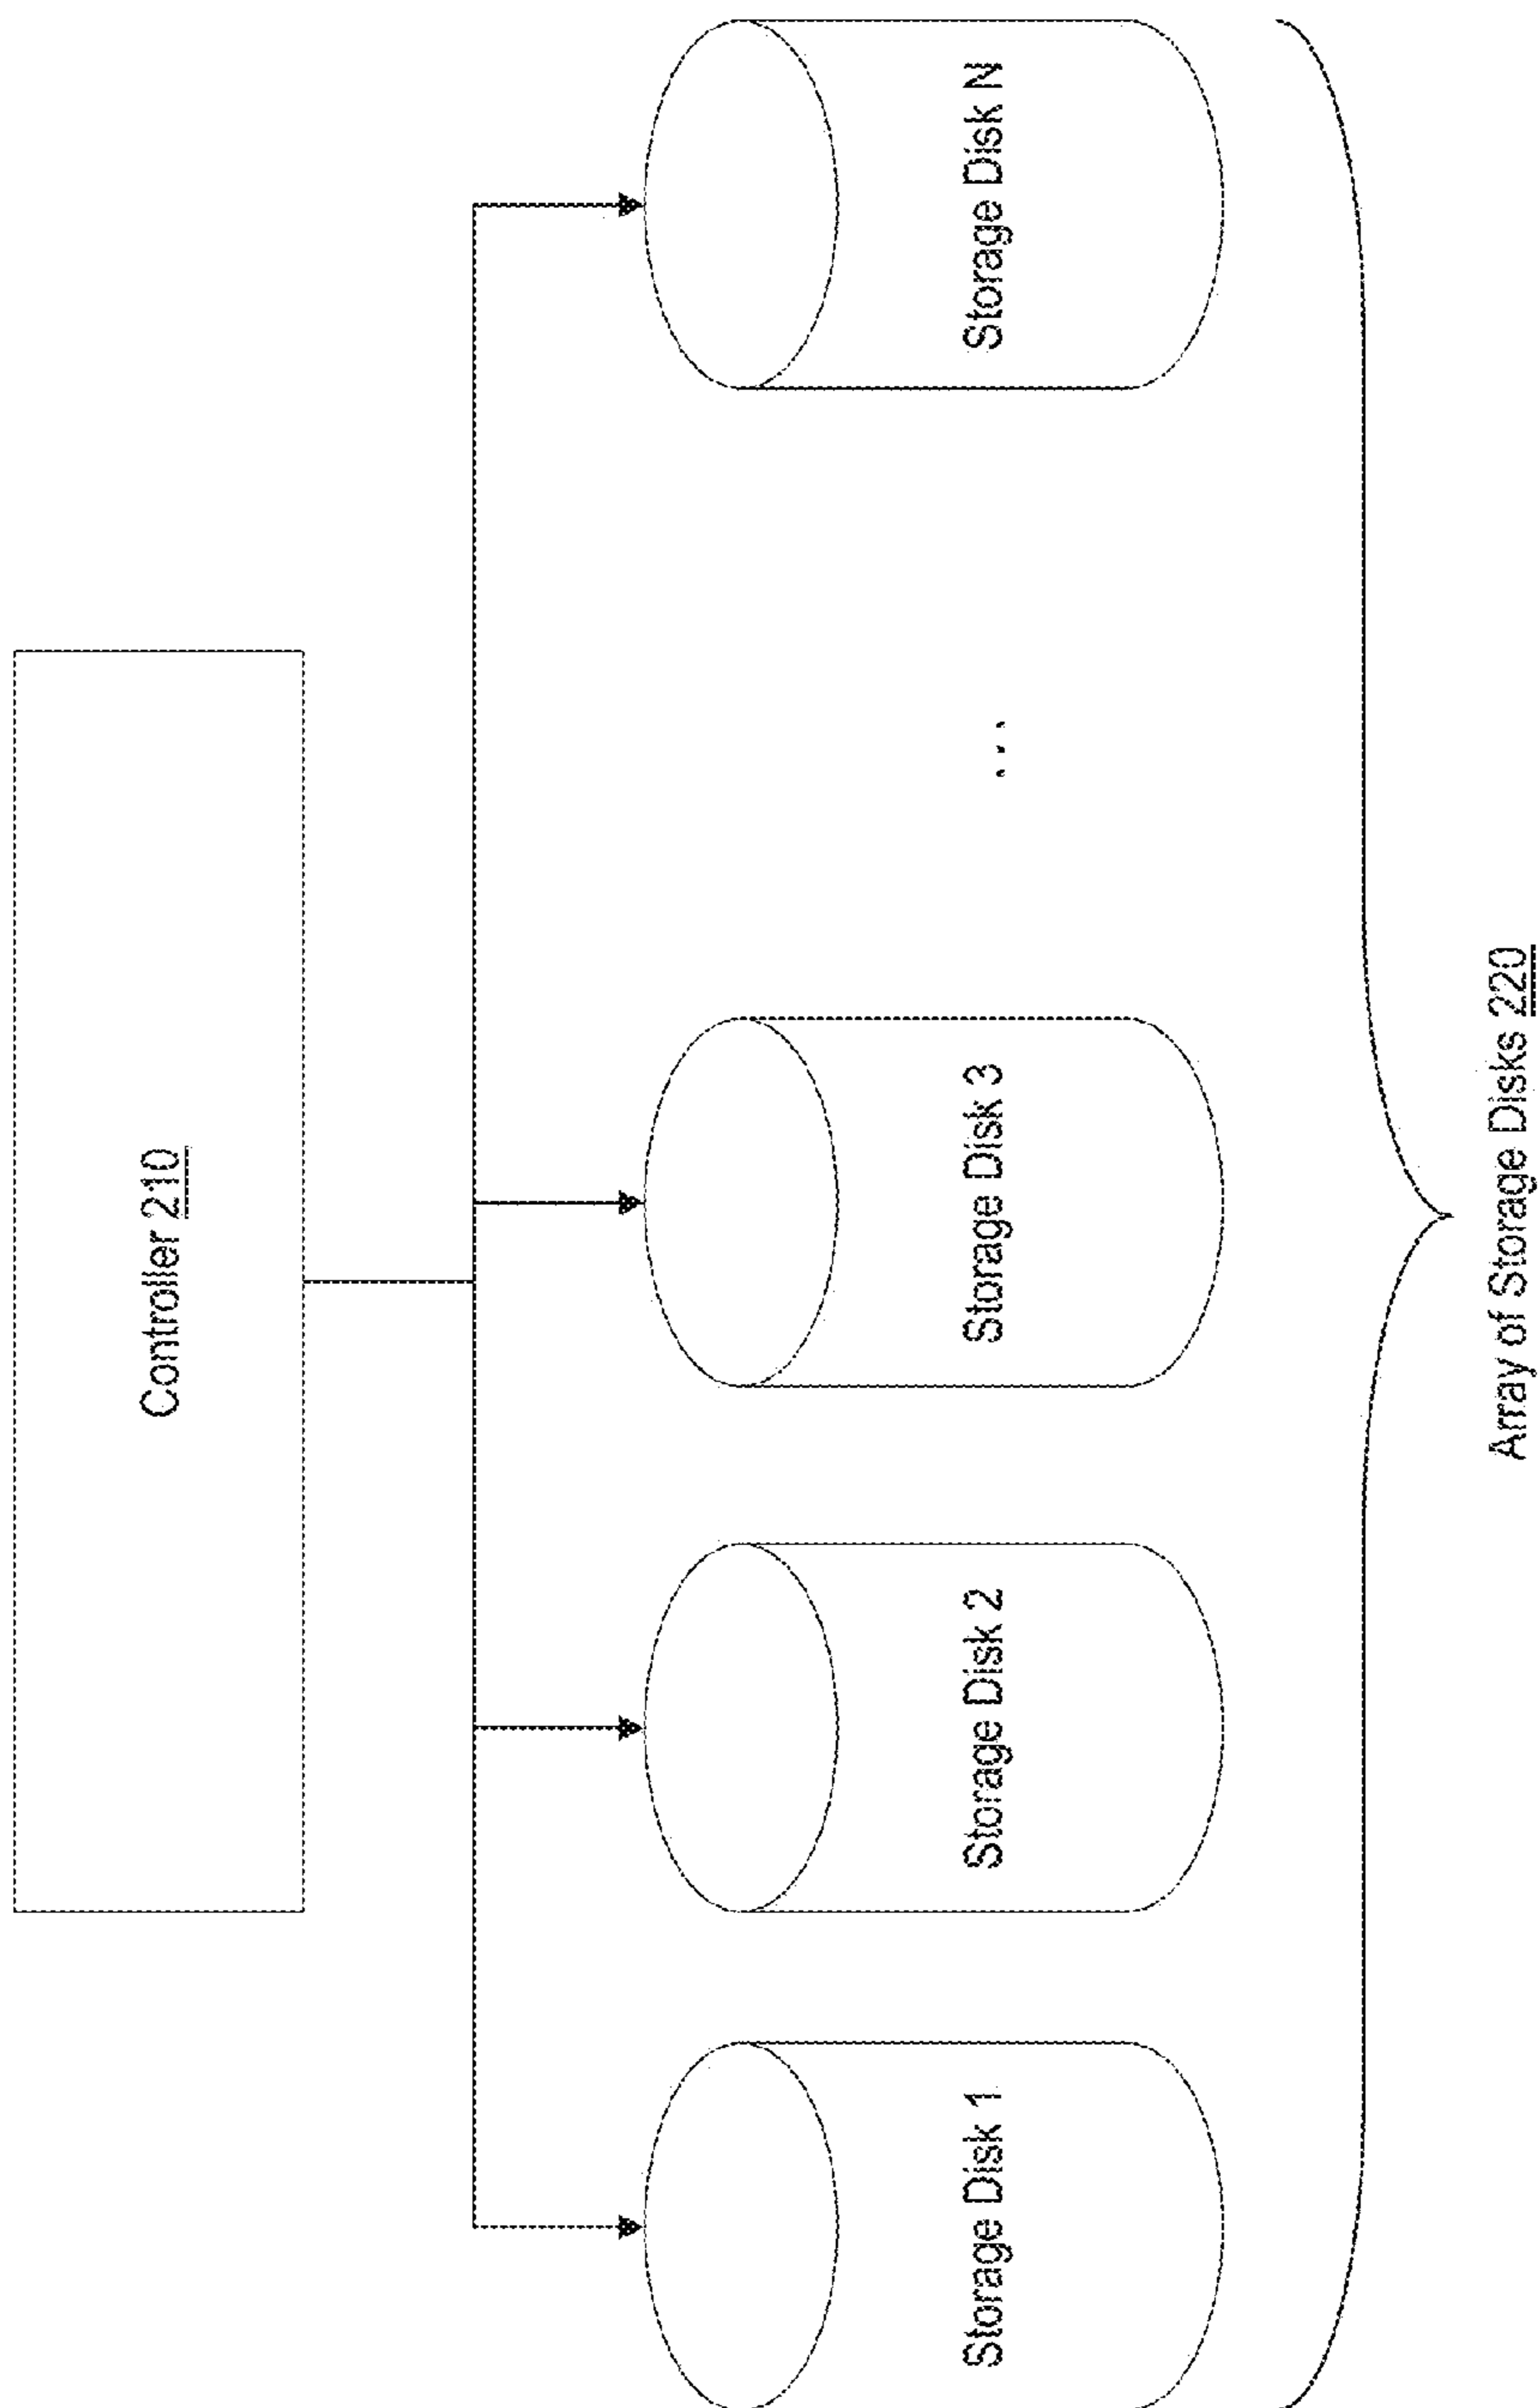 Controller 210
Storage Disk 1
Storage Disk 2
Storage Disk 3
...
Storage Disk N
Array of Storage Disks 220